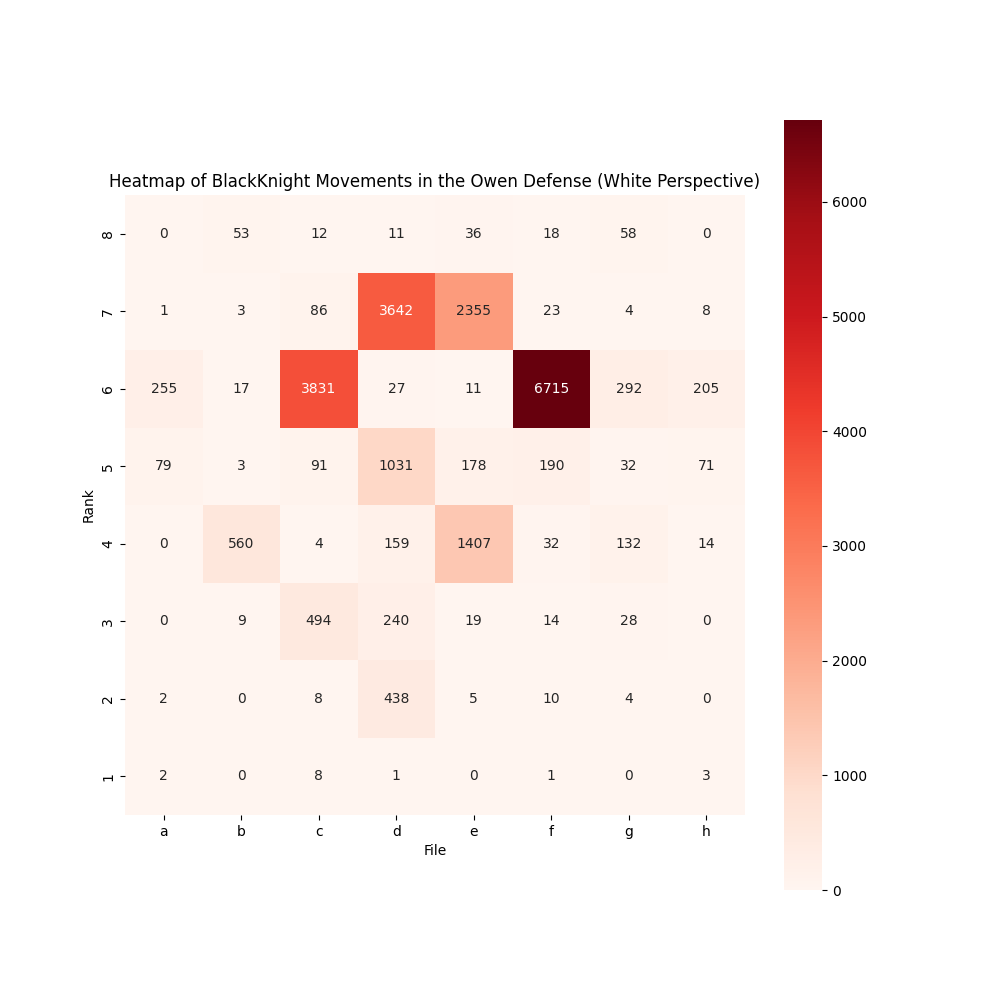 Heatmap of BlackKnight Movements in the Owen Defense (White Perspective)
8 0 53 12 11 36 18 58 0
7 1 3 86 3642 2355 23 4 8
6 255 17 3831 27 11 6715 292 205
5 79 3 91 1031 178 190 32 71
4 0 560 4 159 1407 32 132 14
3 0 9 494 240 19 14 28 0
2 2 0 8 438 5 10 4 0
1 2 0 8 1 0 1 0 3
a b c d e f g h
File
Rank
6000
5000
4000
3000
2000
1000
0